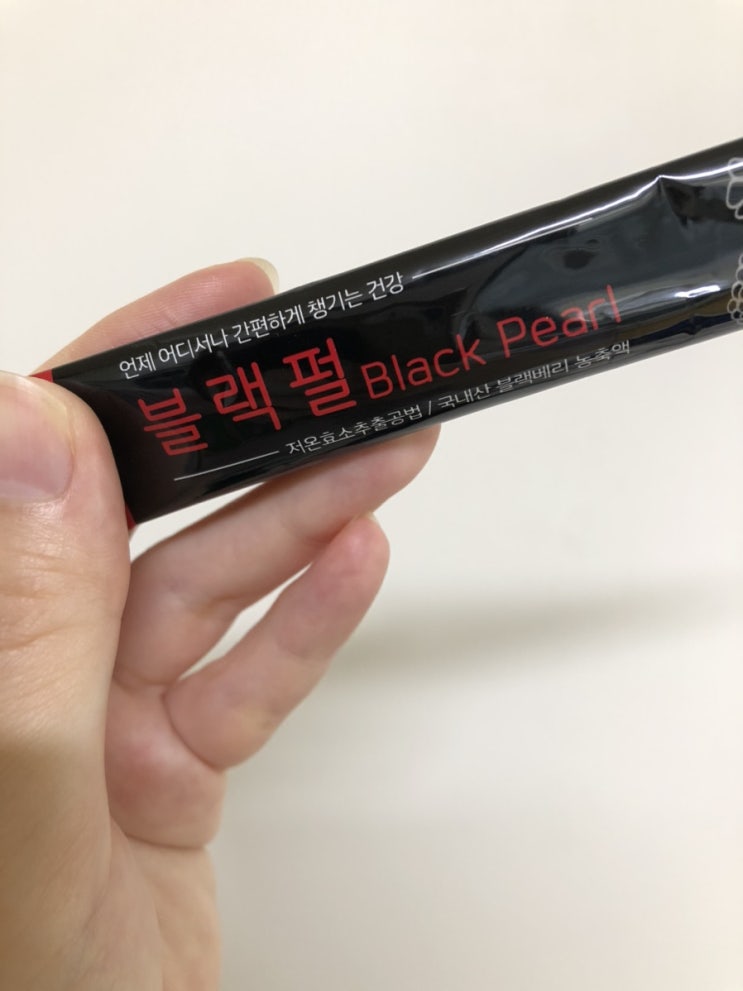 언제 어디서나 간편하게 챙기는 건강
블랙 펄 Black Pearl
저온효소추출공법 / 국내산 블랙베리 농축액